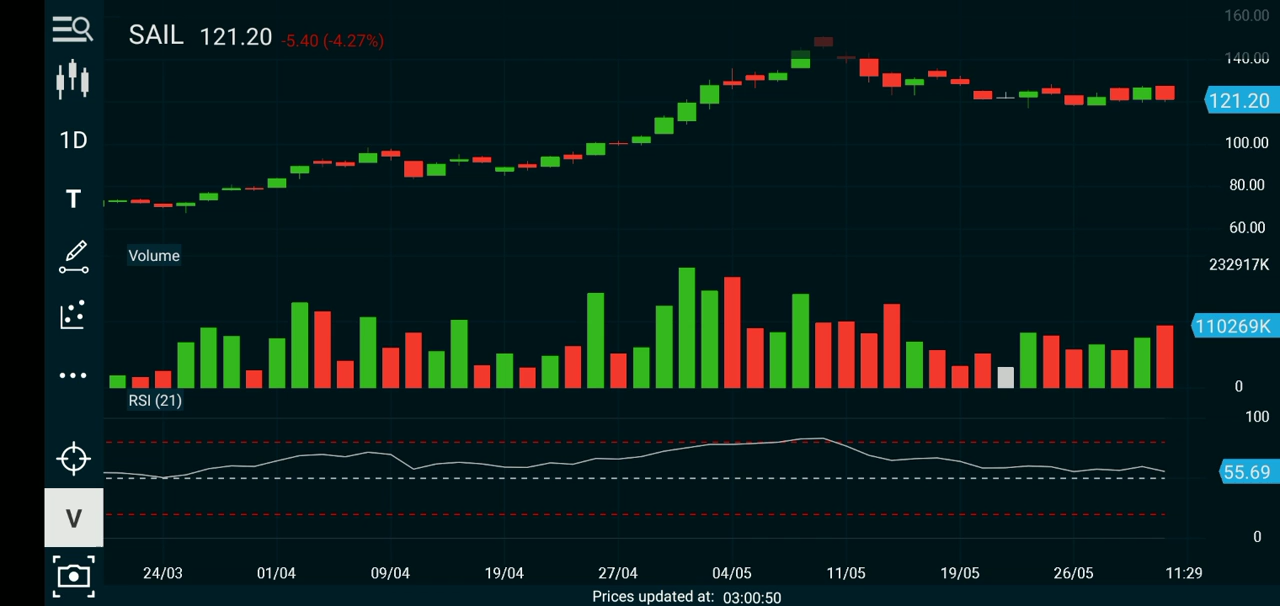 SAIL 121.20 -5.40 (-4.27%)
160.00
140.00
121.20
100.00
80.00
60.00
1D
T
Volume
232917K
110269K
0
RSI (21)
100
55.69
0
V
24/03 01/04 09/04 19/04 27/04 04/05 11/05 19/05 26/05 11:29
Prices updated at: 03:00:50